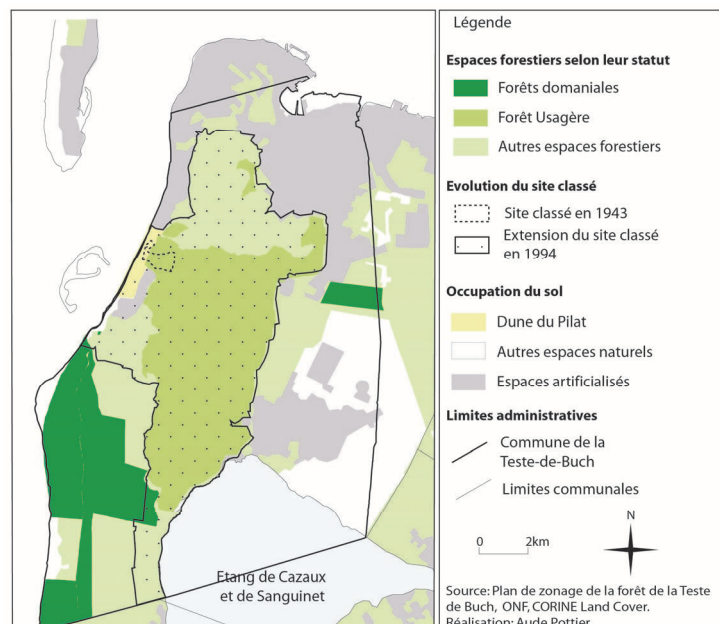 Etang de Cazaux
et de Sanguinet
Légende
Espaces forestiers selon leur statut
Forêts domaniales
Forêt Usagère
Autres espaces forestiers
Evolution du site classé
Site classé en 1943
Extension du site classé
en 1994
Occupation du sol
Dune du Pilat
Autres espaces naturels
Espaces artificialisés
Limites administratives
Commune de la
Teste-de-Buch
Limites communales
N
0 2km
Source: Plan de zonage de la forêt de la Teste
de Buch, ONF, CORINE Land Cover.
Réalisation: Aude Pottier